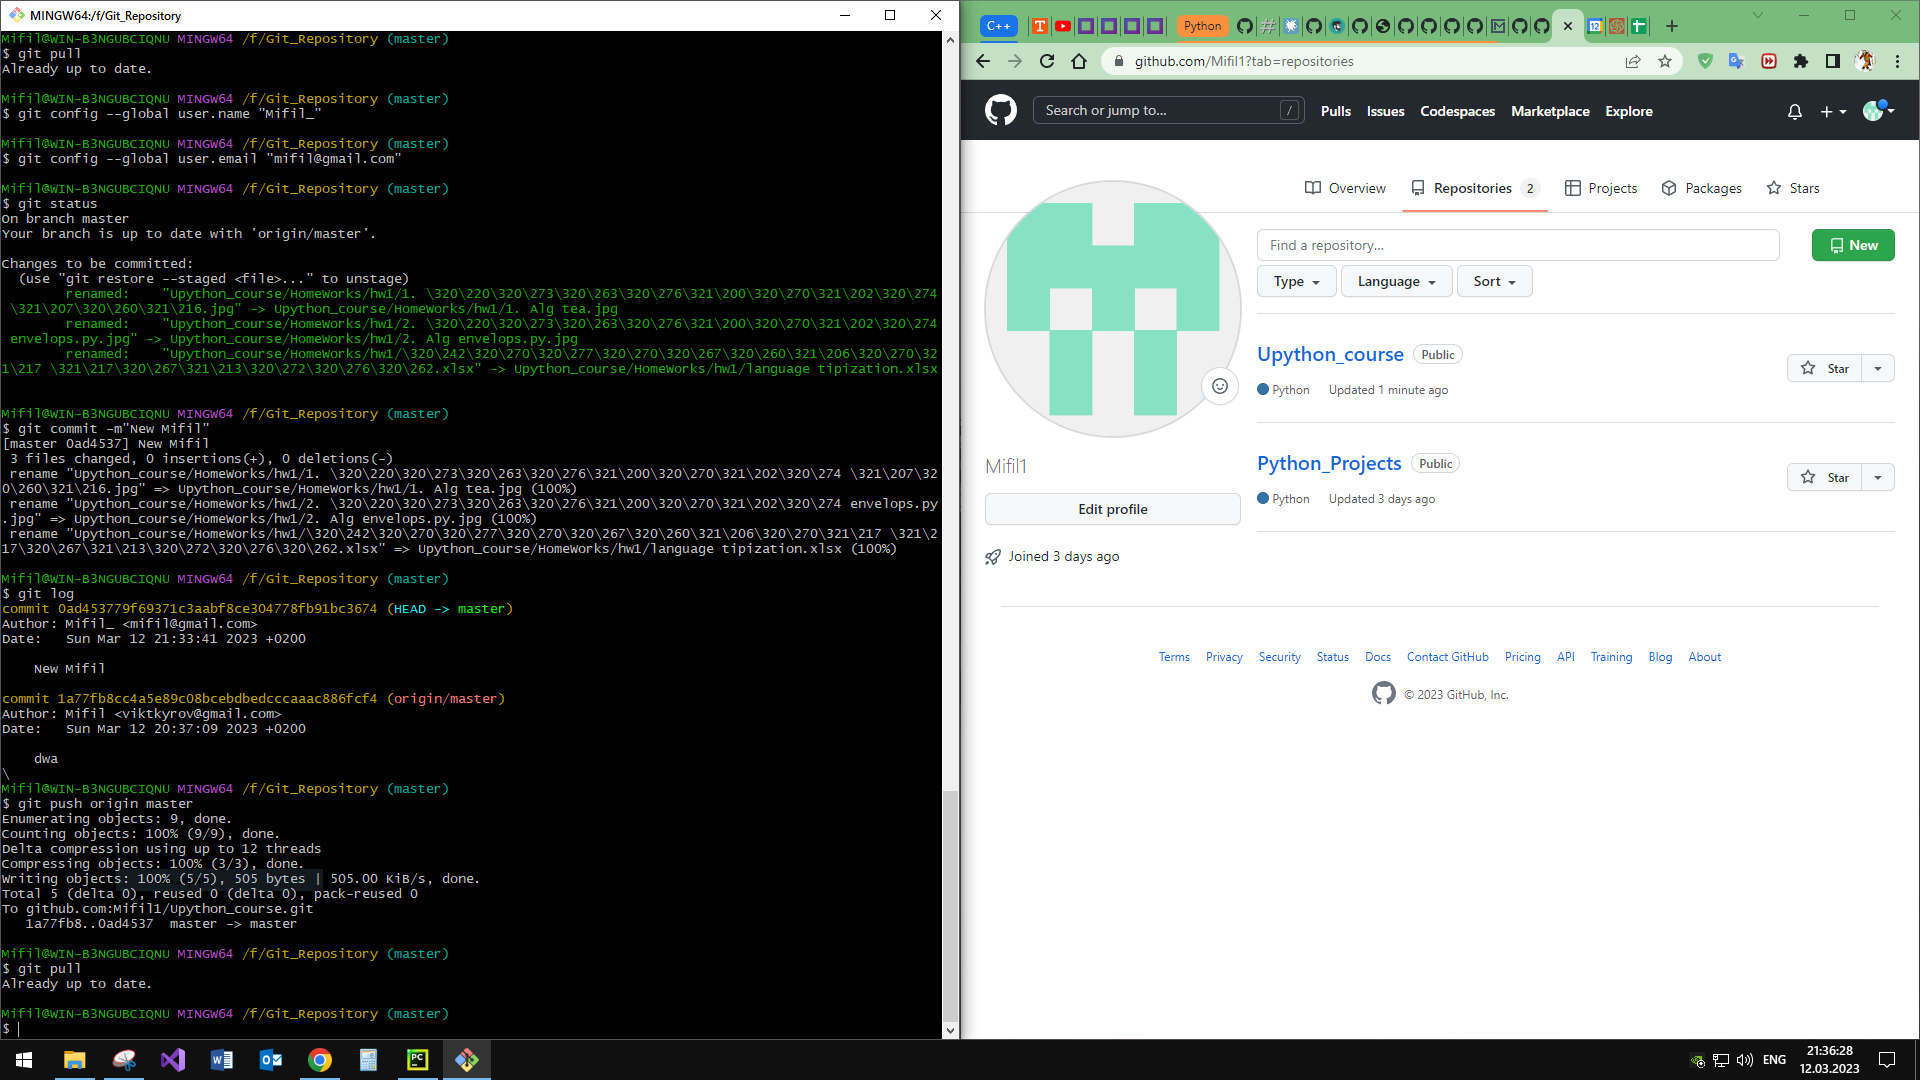 MINGW64:/f/Git_Repository
Mifil@WIN-B3NGUBCIQNU MINGW64 /f/Git_Repository (master)
$ git pull
Already up to date.
Mifil@WIN-B3NGUBCIQNU MINGW64 /f/Git_Repository (master)
$ git config --global user.name "Mifil_"
Mifil@WIN-B3NGUBCIQNU MINGW64 /f/Git_Repository (master)
$ git config --global user.email "mifil@gmail.com"
Mifil@WIN-B3NGUBCIQNU MINGW64 /f/Git_Repository (master)
$ git status
On branch master
Your branch is up to date with 'origin/master'.
Changes to be committed:
(use "git restore --staged <file>..." to unstage)
renamed:    "Upython_course/HomeWorks/hw1/1. \320\220\320\273\320\263\320\276\321\200\320\270\321\202\320\274
\321\207\320\260\321\216.jpg" -> Upython_course/HomeWorks/hw1/1. Alg tea.jpg
renamed:    "Upython_course/HomeWorks/hw1/2. \320\220\320\273\320\263\320\276\321\200\320\270\321\202\320\274
envelops.py.jpg" -> Upython_course/HomeWorks/hw1/2. Alg envelops.py.jpg
renamed:    "Upython_course/HomeWorks/hw1/\320\242\320\270\320\277\320\270\320\267\320\260\321\206\320\270\32
1\217 \321\217\320\267\321\213\320\272\320\276\320\262.xlsx" -> Upython_course/HomeWorks/hw1/language tipization.xlsx
Mifil@WIN-B3NGUBCIQNU MINGW64 /f/Git_Repository (master)
$ git commit -m"New Mifil"
[master 0ad4537] New Mifil
3 files changed, 0 insertions(+), 0 deletions(-)
rename "Upython_course/HomeWorks/hw1/1. \320\220\320\273\320\263\320\276\321\200\320\270\321\202\320\274 \321\207\32
0\260\321\216.jpg" => Upython_course/HomeWorks/hw1/1. Alg tea.jpg (100%)
rename "Upython_course/HomeWorks/hw1/2. \320\220\320\273\320\263\320\276\321\200\320\270\321\202\320\274 envelops.py
.jpg" => Upython_course/HomeWorks/hw1/2. Alg envelops.py.jpg (100%)
rename "Upython_course/HomeWorks/hw1/\320\242\320\270\320\277\320\270\320\267\320\260\321\206\320\270\321\217 \321\2
17\320\267\321\213\320\272\320\276\320\262.xlsx" => Upython_course/HomeWorks/hw1/language tipization.xlsx (100%)
Mifil@WIN-B3NGUBCIQNU MINGW64 /f/Git_Repository (master)
$ git log
commit 0ad453779f69371c3aabf8ce304778fb91bc3674 (HEAD -> master)
Author: Mifil_ <mifil@gmail.com>
Date:   Sun Mar 12 21:33:41 2023 +0200
New Mifil
commit 1a77fb8cc4a5e89c08bcebdbedcccaaac886fcf4 (origin/master)
Author: Mifil <viktkyrov@gmail.com>
Date:   Sun Mar 12 20:37:09 2023 +0200
dwa
\
Mifil@WIN-B3NGUBCIQNU MINGW64 /f/Git_Repository (master)
$ git push origin master
Enumerating objects: 9, done.
Counting objects: 100% (9/9), done.
Delta compression using up to 12 threads
Compressing objects: 100% (3/3), done.
Writing objects: 100% (5/5), 505 bytes | 505.00 KiB/s, done.
Total 5 (delta 0), reused 0 (delta 0), pack-reused 0
To github.com:Mifil1/Upython_course.git
1a77fb8..0ad4537  master -> master
Mifil@WIN-B3NGUBCIQNU MINGW64 /f/Git_Repository (master)
$ git pull
Already up to date.
Mifil@WIN-B3NGUBCIQNU MINGW64 /f/Git_Repository (master)
$
C++ Python
github.com/Mifil1?tab=repositories
Search or jump to... / Pulls Issues Codespaces Marketplace Explore
Overview Repositories 2 Projects Packages Stars
Find a repository... New
Type Language Sort
Upython_course Public
Star
Python Updated 1 minute ago
Python_Projects Public
Star
Python Updated 3 days ago
Mifil1
Edit profile
Joined 3 days ago
Terms Privacy Security Status Docs Contact GitHub Pricing API Training Blog About
© 2023 GitHub, Inc.
ENG
21:36:28
12.03.2023